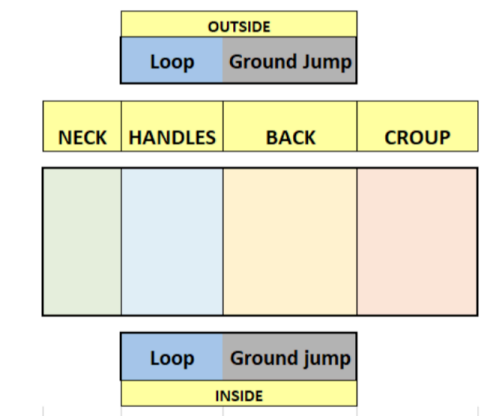 OUTSIDE
Loop Ground Jump
NECK HANDLES BACK CROUP
Loop Ground jump
INSIDE